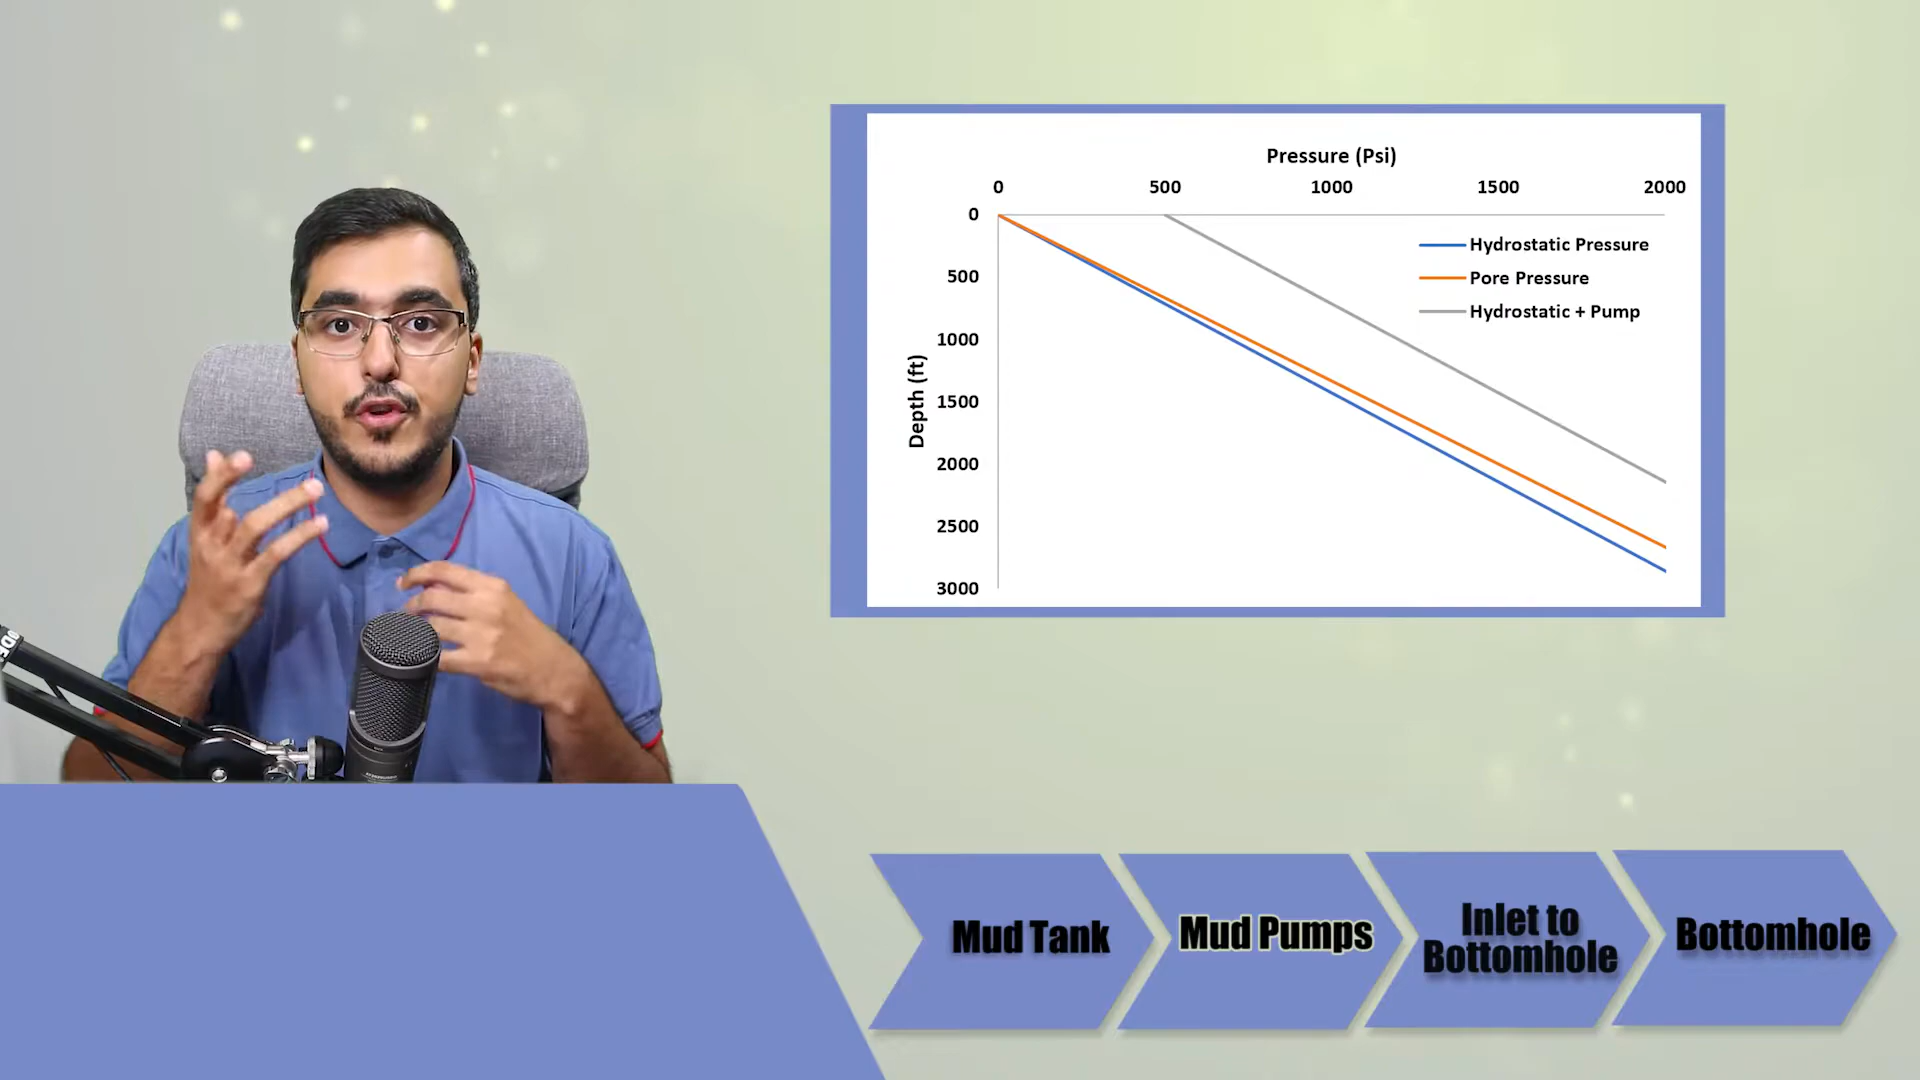 Pressure (Psi)
0 500 1000 1500 2000
0
500
1000
1500
2000
2500
3000
Depth (ft)
Hydrostatic Pressure
Pore Pressure
Hydrostatic + Pump
Mud Tank
Mud Pumps
Inlet to
Bottomhole
Bottomhole